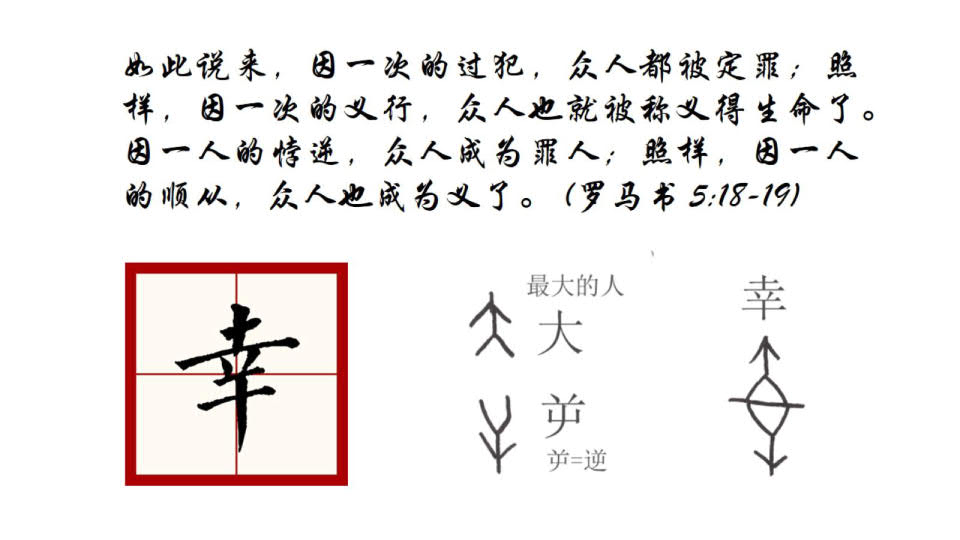 如此说来，因一次的过犯，众人都被定罪；照
样，因一次的义行，众人也就被称义得生命了。
因一人的悖逆，众人成为罪人；照样，因一人
的顺从，众人也成为义了。(罗马书 5:18-19)
幸
最大的人
大
屰
屰=逆
幸